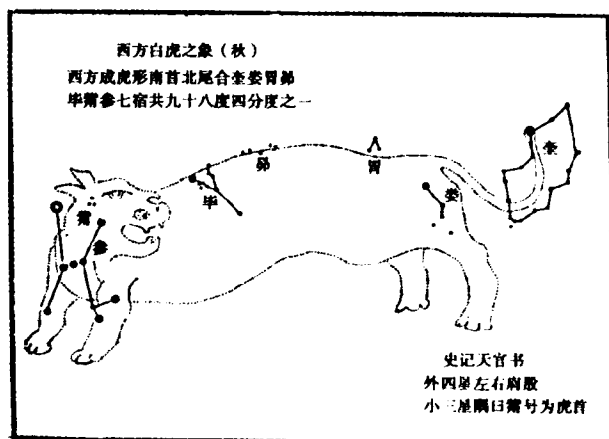 西方白虎之象（秋）
西方成虎形南首北尾合奎娄胃昴
毕觜参七宿共九十八度四分度之一
奎
昴
胃
娄
毕
觜
参
史记天官书
外四星左右肩股
小三星隅曰觜号为虎首